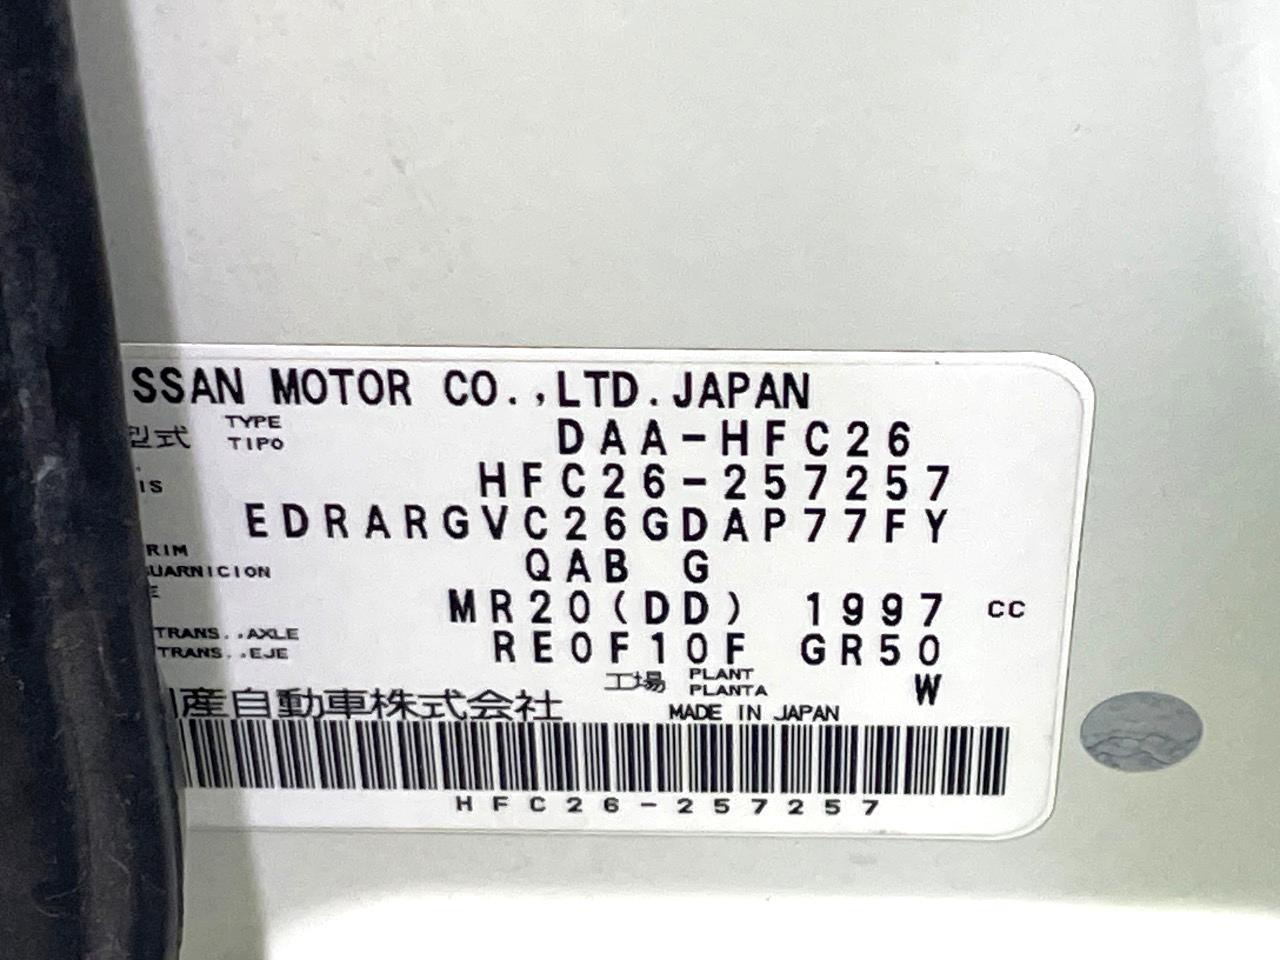 SSAN MOTOR CO.,LTD.JAPAN
型式 TYPE TIPO DAA-HFC26
IS HFC26-257257
EDRARGVC26GDAP77FY
RIM
GUARNICION QAB G
E MR20(DD) 1997 CC
TRANS..AXLE
TRANS..EJE RE0F10F GR50
工場 PLANT PLANTA W
産自動車株式会社 MADE IN JAPAN
HFC26-257257